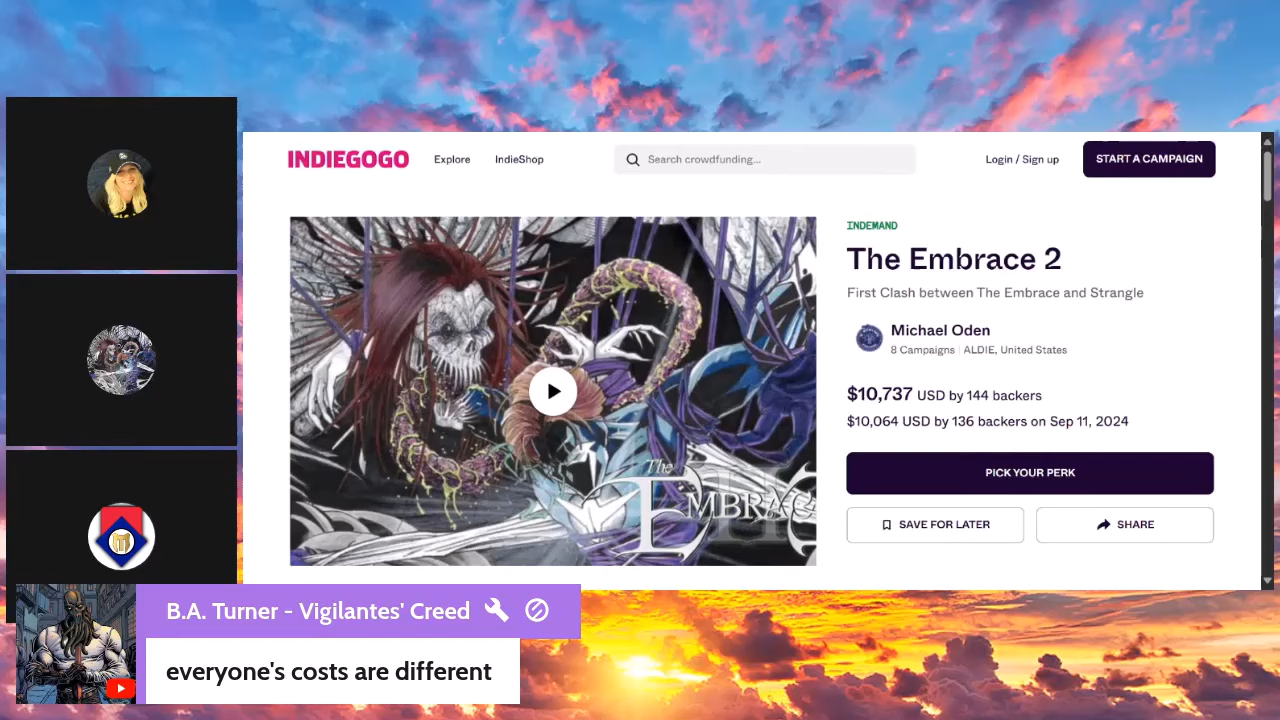 INDIEGOGO
Explore
IndieShop
Search crowdfunding...
Login / Sign up
START A CAMPAIGN
INDEMAND
The Embrace 2
First Clash between The Embrace and Strangle
Michael Oden
8 Campaigns | ALDIE, United States
$10,737 USD by 144 backers
$10,064 USD by 136 backers on Sep 11, 2024
PICK YOUR PERK
SAVE FOR LATER
SHARE
The
EMBRAC
B.A. Turner - Vigilantes' Creed
everyone's costs are different